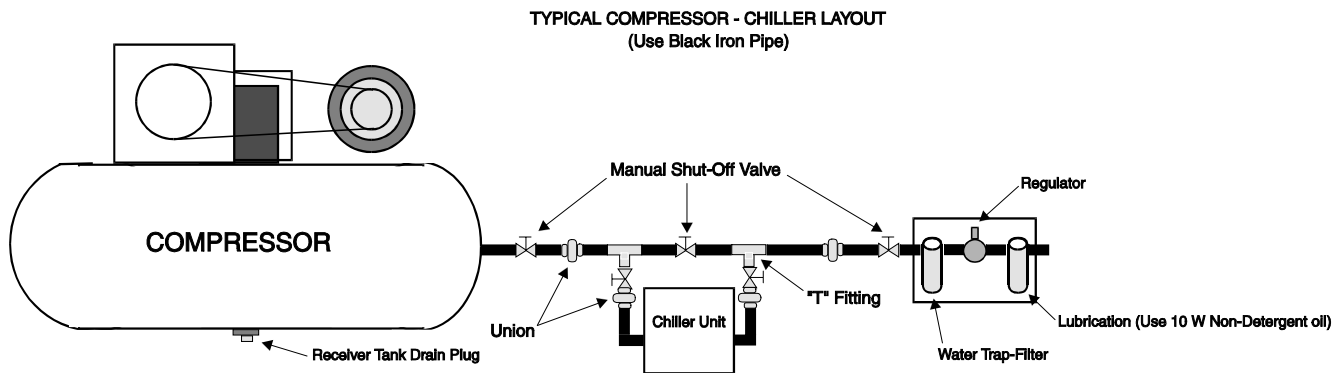 TYPICAL COMPRESSOR - CHILLER LAYOUT
(Use Black Iron Pipe)
Manual Shut-Off Valve
Regulator
COMPRESSOR
"T" Fitting
Union
Chiller Unit
Lubrication (Use 10 W Non-Detergent oil)
Receiver Tank Drain Plug
Water Trap-Filter